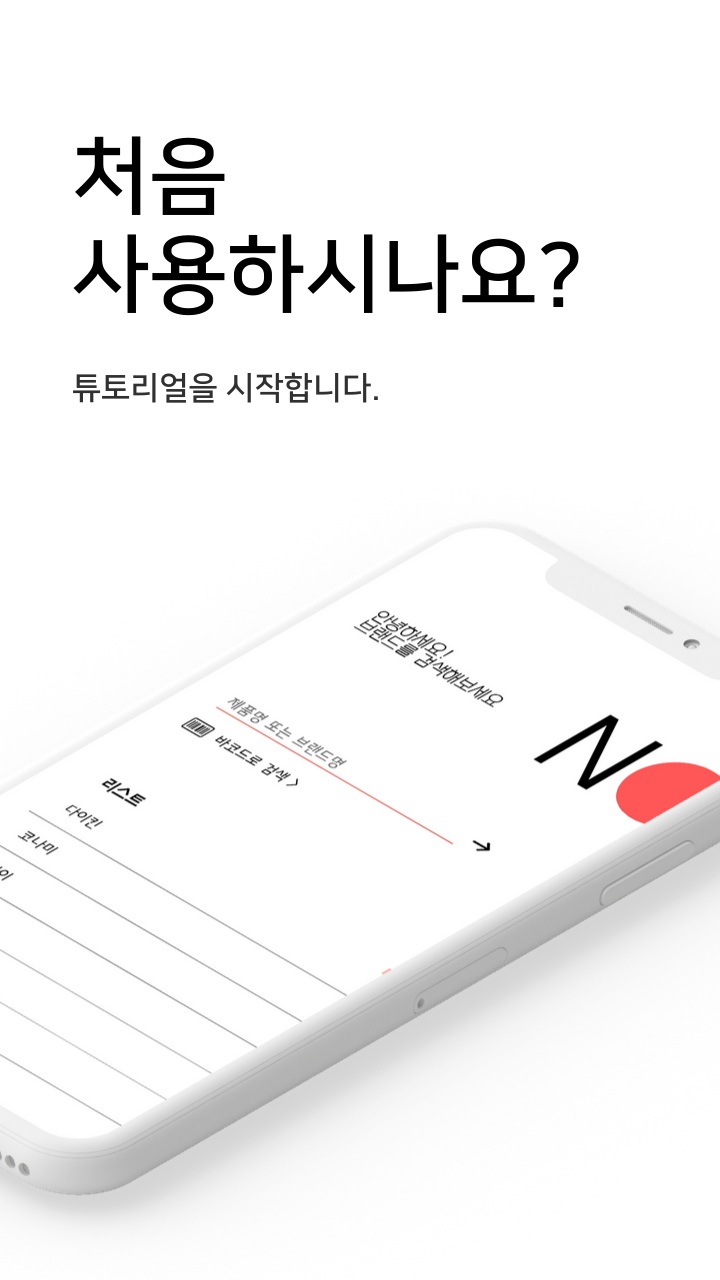 처음
사용하시나요?
튜토리얼을 시작합니다.
안녕하세요!
브랜드를 검색해보세요
NO
제품명 또는 브랜드명
바코드로 검색 >
리스트
다이킨
코나미